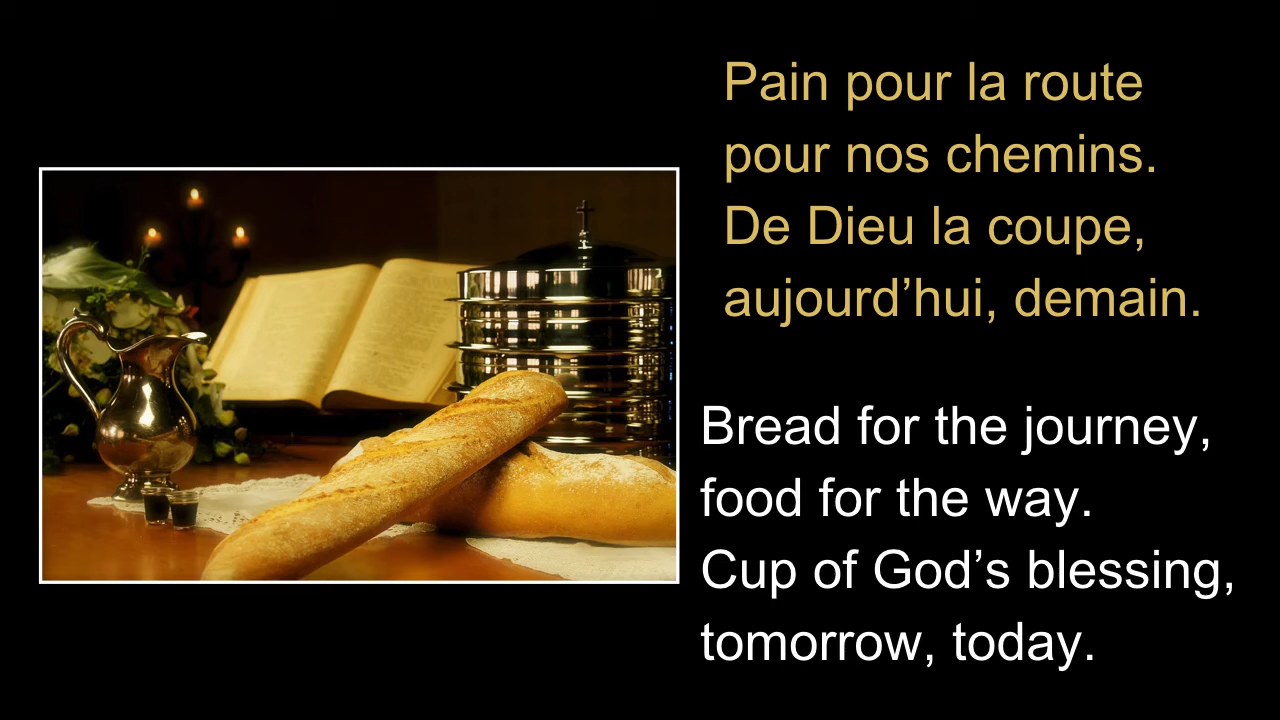 Pain pour la route
pour nos chemins.
De Dieu la coupe,
aujourd’hui, demain.
Bread for the journey,
food for the way.
Cup of God’s blessing,
tomorrow, today.